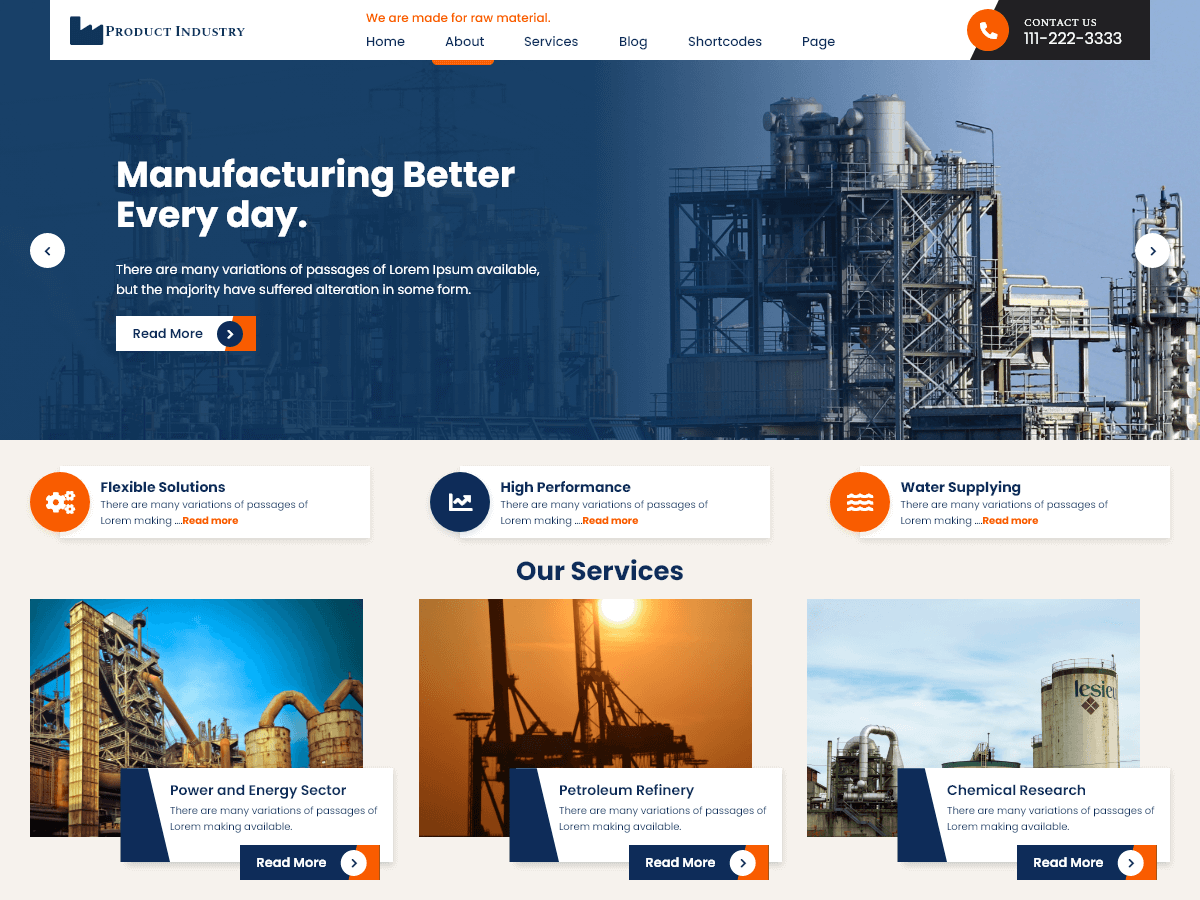 We are made for raw material.
Product Industry
Home About Services Blog Shortcodes Page
CONTACT US
111-222-3333
Manufacturing Better
Every day.
There are many variations of passages of Lorem Ipsum available,
but the majority have suffered alteration in some form.
Read More
Flexible Solutions
There are many variations of passages of
Lorem making ....Read more
High Performance
There are many variations of passages of
Lorem making ....Read more
Water Supplying
There are many variations of passages of
Lorem making ....Read more
Our Services
Power and Energy Sector
There are many variations of passages of
Lorem making available.
Read More
Petroleum Refinery
There are many variations of passages of
Lorem making available.
Read More
lesie
Chemical Research
There are many variations of passages of
Lorem making available.
Read More